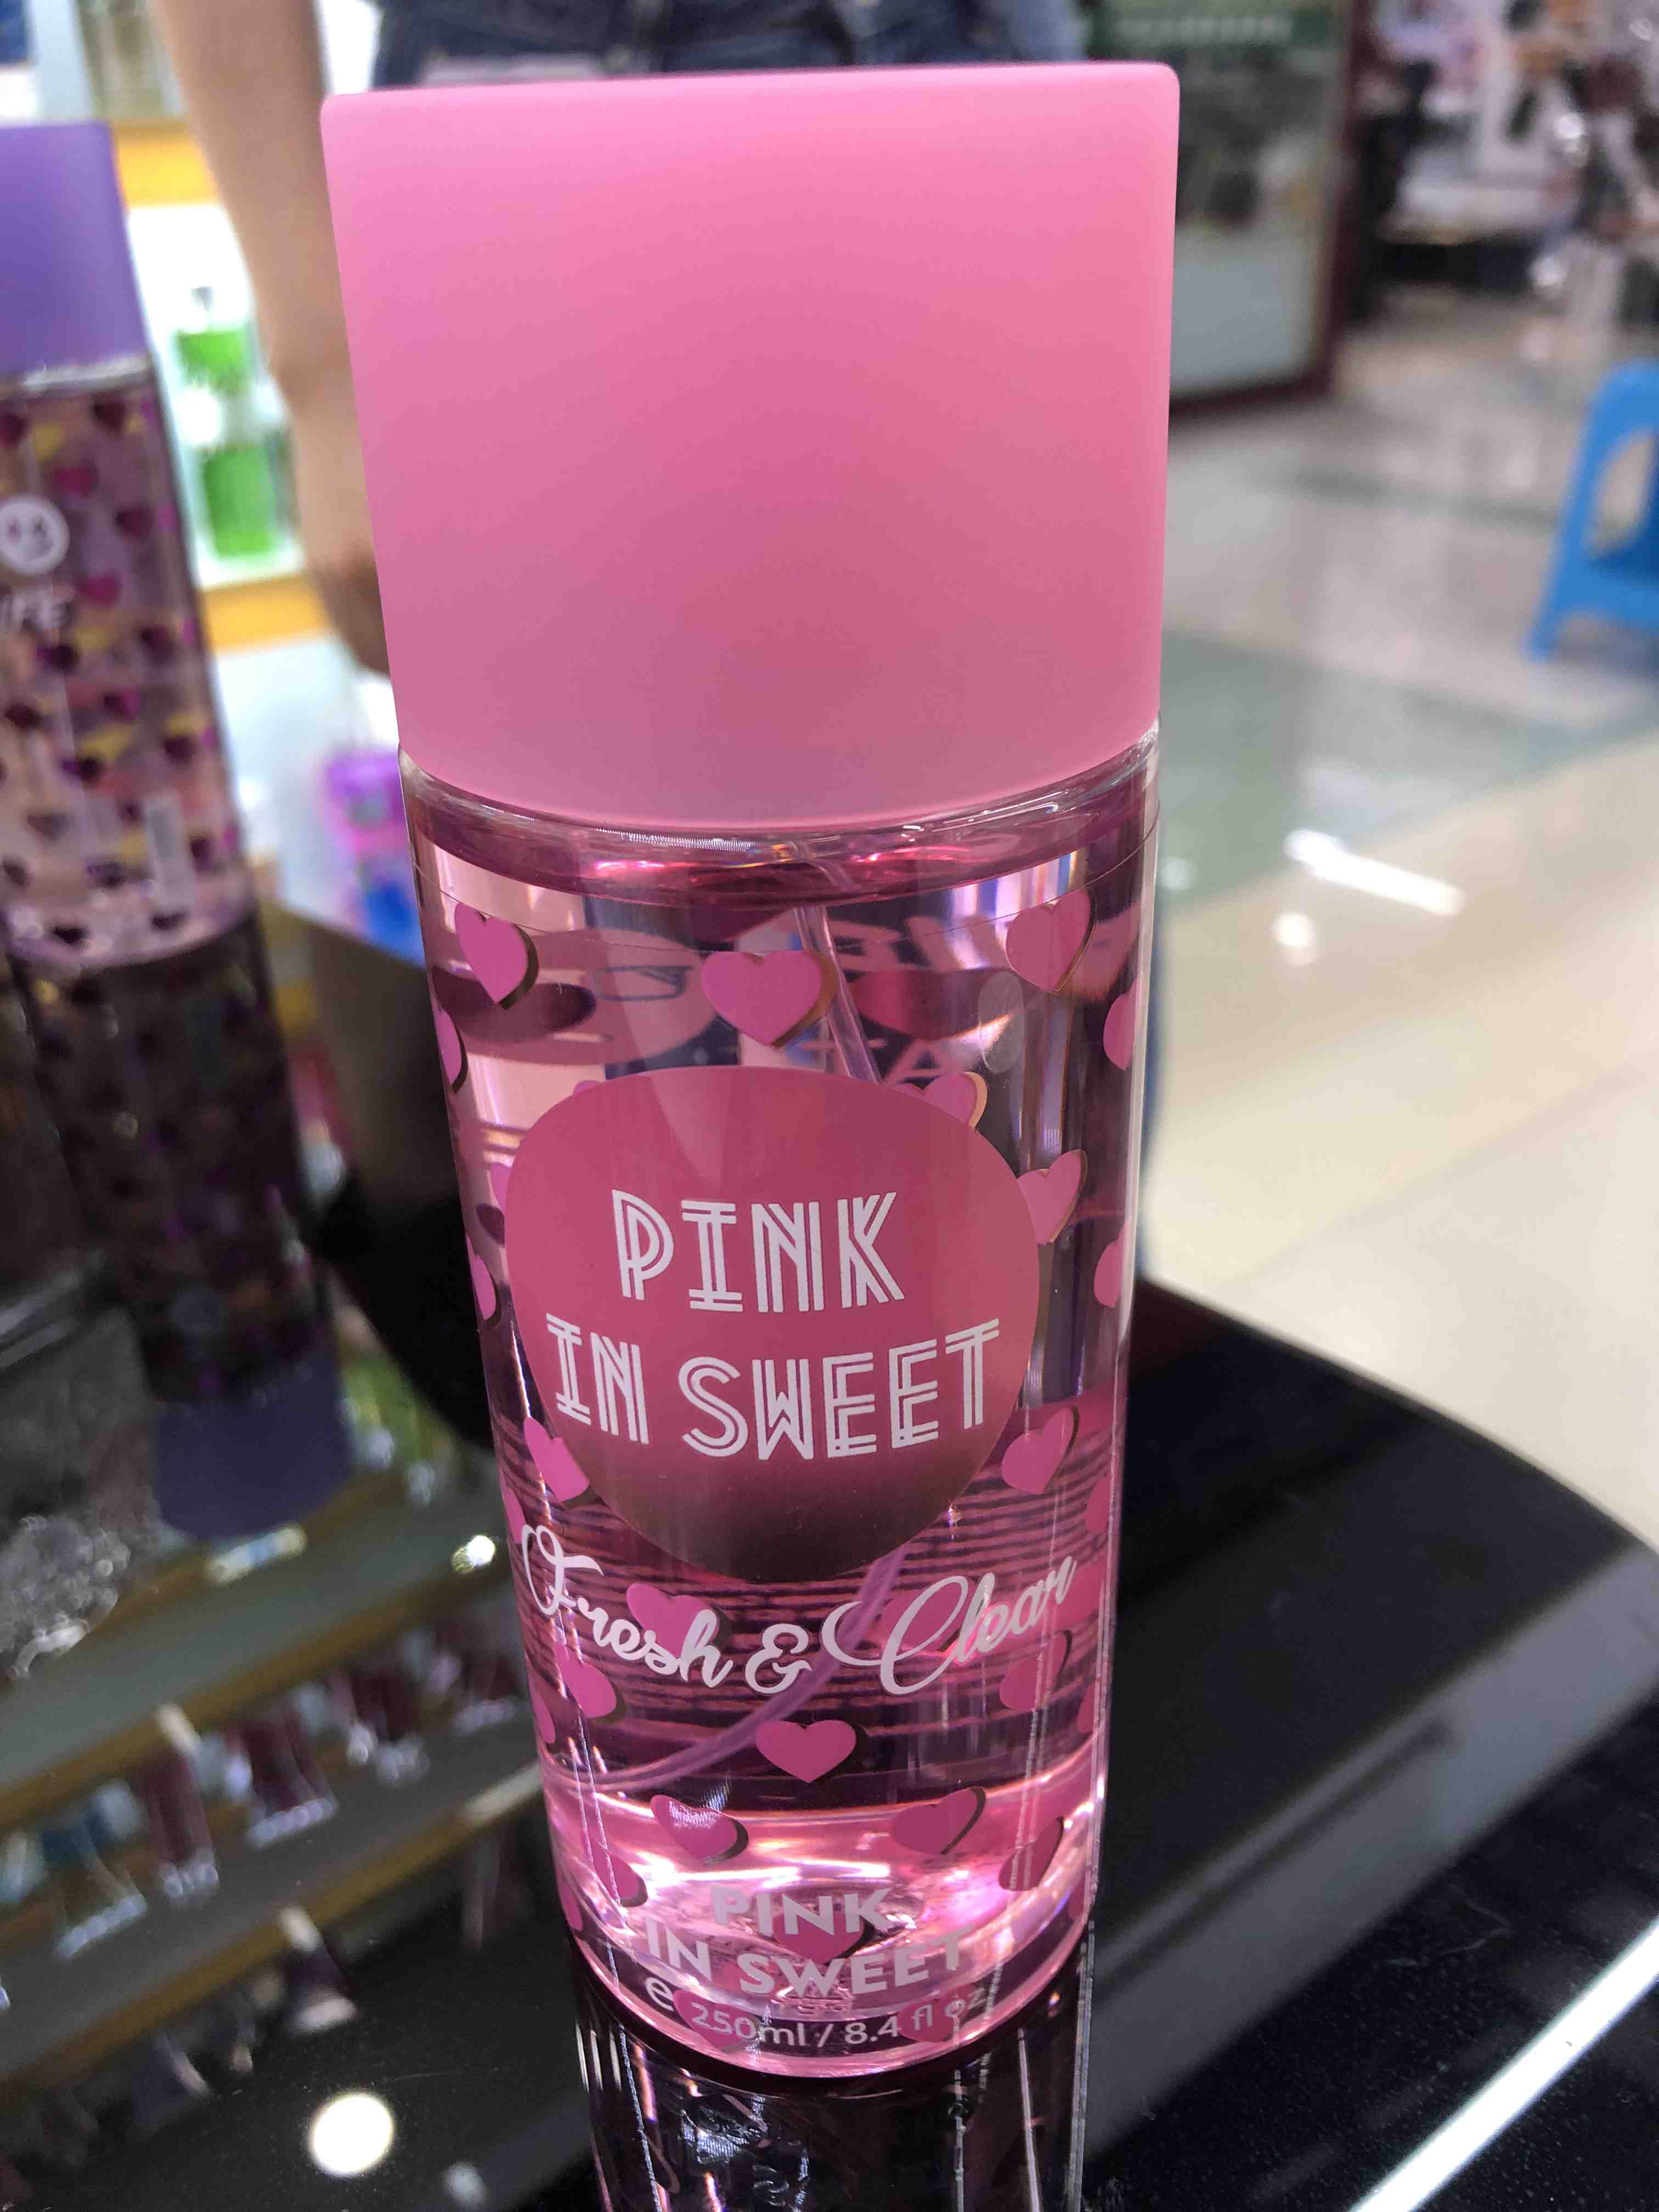 PINK
IN SWEET
Fresh & Clear
PINK
IN SWEET
e 250ml / 8.4 fl oz